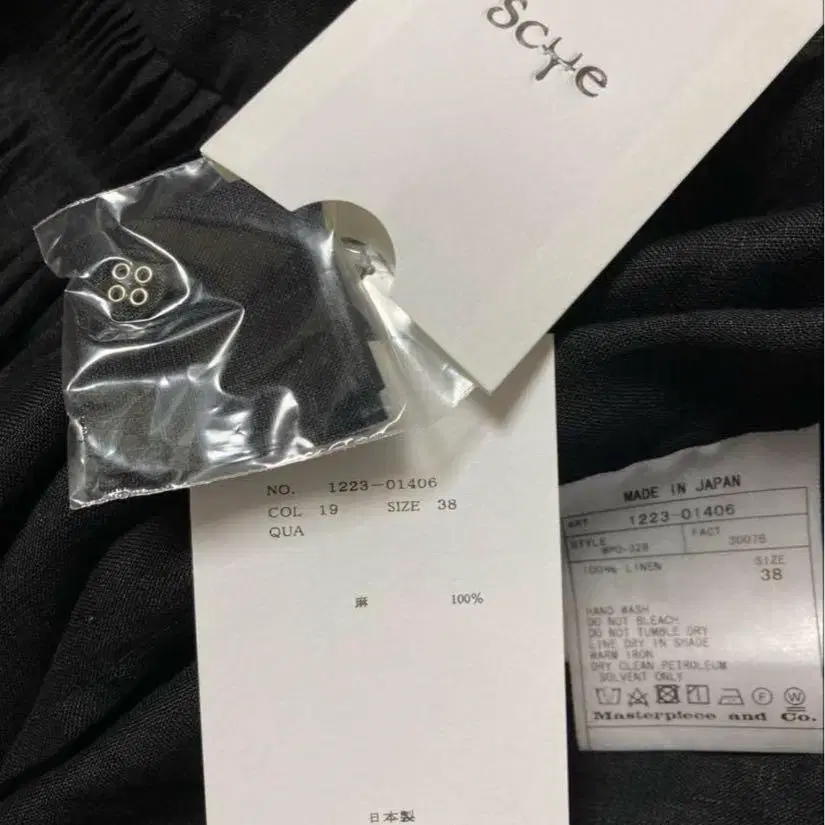 Scye
NO. 1223-01406
COL 19 SIZE 38
QUA
麻 100%
日本製
MADE IN JAPAN
ART 1223-01406
STYLE FACT
30076
100% LINEN SIZE
38
HAND WASH
DO NOT BLEACH
DO NOT TUMBLE DRY
LINE DRY IN SHADE
WARM IRON
DRY CLEAN PETROLEUM
SOLVENT ONLY
F W
Masterpiece and Co.